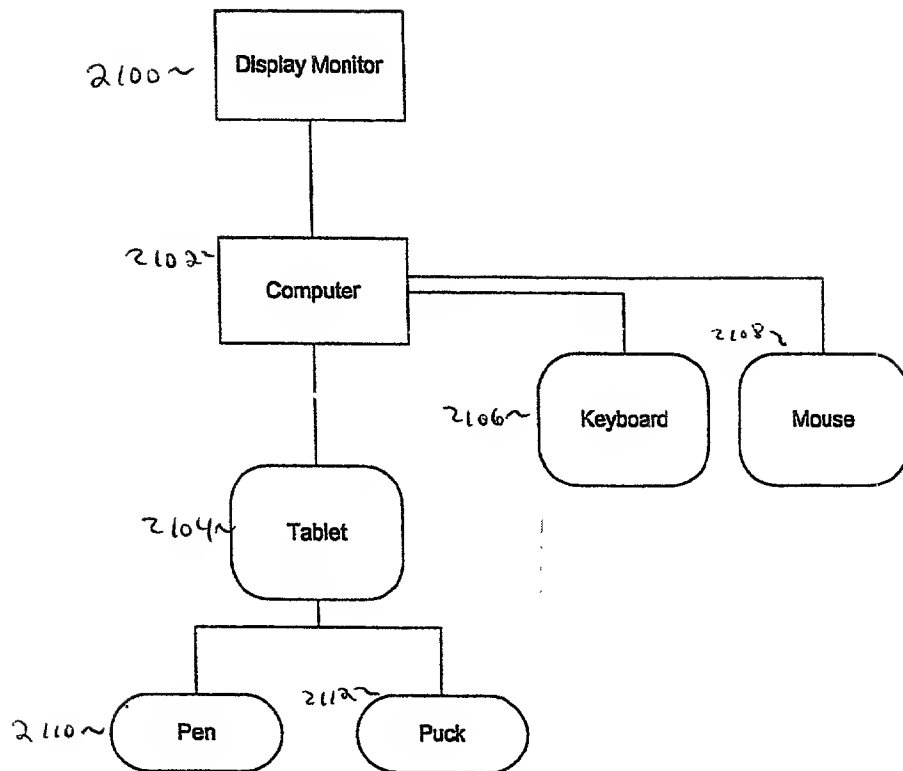 2100~ Display Monitor
2102~ Computer
2108~
2106~ Keyboard Mouse
2104~ Tablet
2112~
2110~ Pen Puck